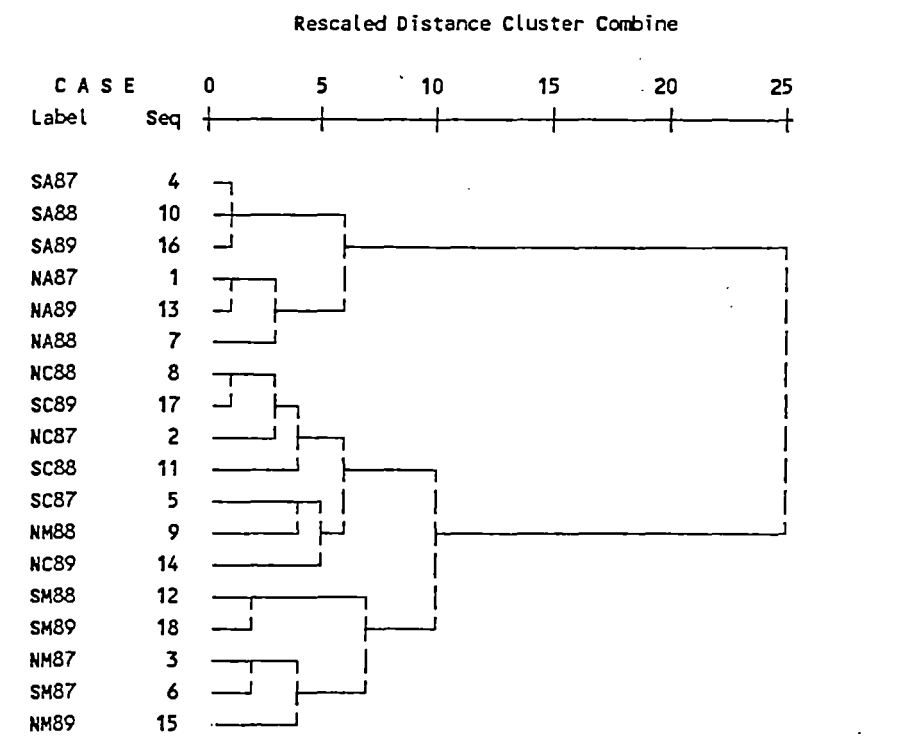 Rescaled Distance Cluster Combine
C A S E 0 5 10 15 20 25
Label Seq
SA87 4
SA88 10
SA89 16
NA87 1
NA89 13
NA88 7
NC88 8
SC89 17
NC87 2
SC88 11
SC87 5
NM88 9
NC89 14
SM88 12
SM89 18
NM87 3
SM87 6
NM89 15